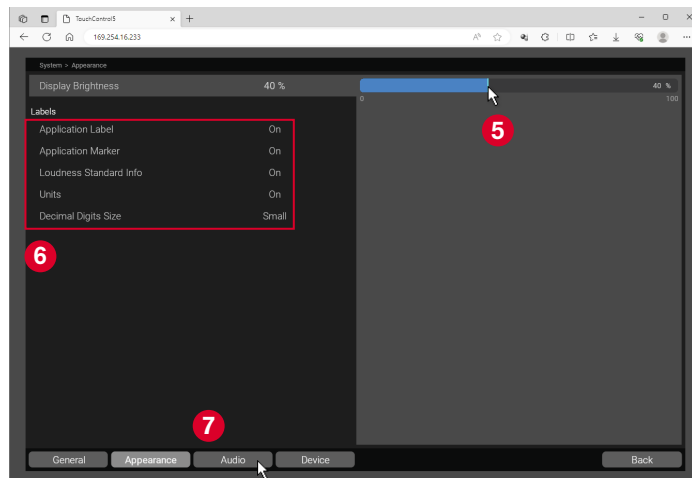 TouchControl5
169.254.16.233
System > Appearance
Display Brightness 40 %
40 %
0 100
5
Labels
Application Label On
Application Marker On
Loudness Standard Info On
Units On
Decimal Digits Size Small
6
7
General Appearance Audio Device Back